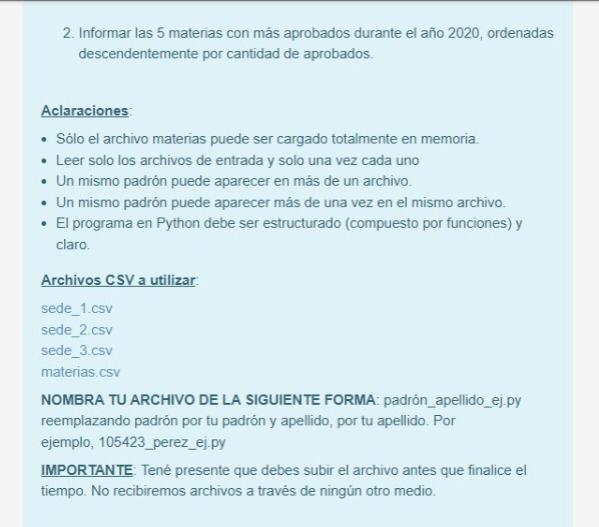 2. Informar las 5 materias con más aprobados durante el año 2020, ordenadas
descendentemente por cantidad de aprobados.
Aclaraciones:
• Sólo el archivo materias puede ser cargado totalmente en memoria.
• Leer solo los archivos de entrada y solo una vez cada uno
• Un mismo padrón puede aparecer en más de un archivo.
• Un mismo padrón puede aparecer más de una vez en el mismo archivo.
• El programa en Python debe ser estructurado (compuesto por funciones) y
claro.
Archivos CSV a utilizar:
sede_1.csv
sede_2.csv
sede_3.csv
materias.csv
NOMBRA TU ARCHIVO DE LA SIGUIENTE FORMA: padrón_apellido_ej.py
reemplazando padrón por tu padrón y apellido, por tu apellido. Por
ejemplo, 105423_perez_ej.py
IMPORTANTE: Tené presente que debes subir el archivo antes que finalice el
tiempo. No recibiremos archivos a través de ningún otro medio.